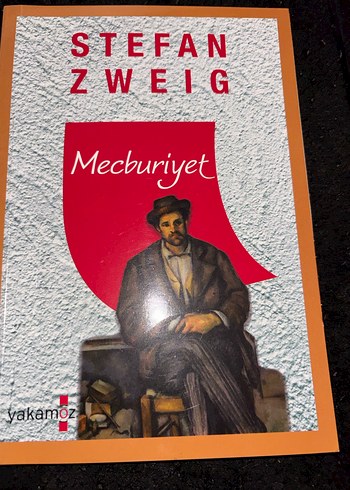 STEFAN
ZWEIG
Mecburiyet
yakamoz